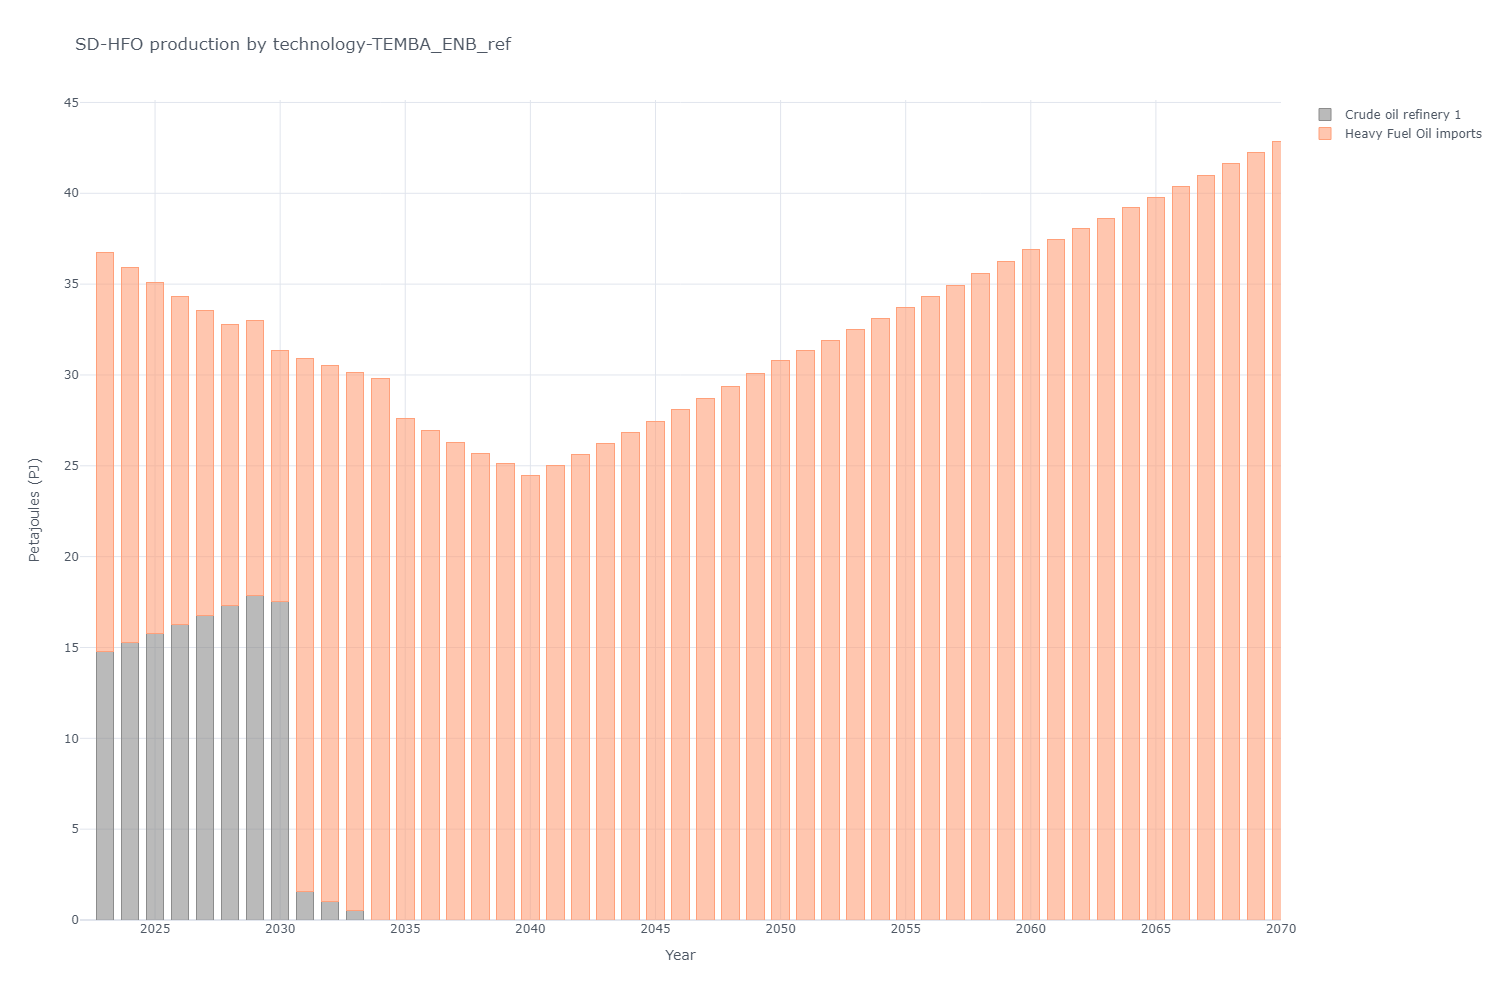 SD-HFO production by technology-TEMBA_ENB_ref
Crude oil refinery 1
Heavy Fuel Oil imports
Petajoules (PJ)
45
40
35
30
25
20
15
10
5
0
2025 2030 2035 2040 2045 2050 2055 2060 2065 2070
Year